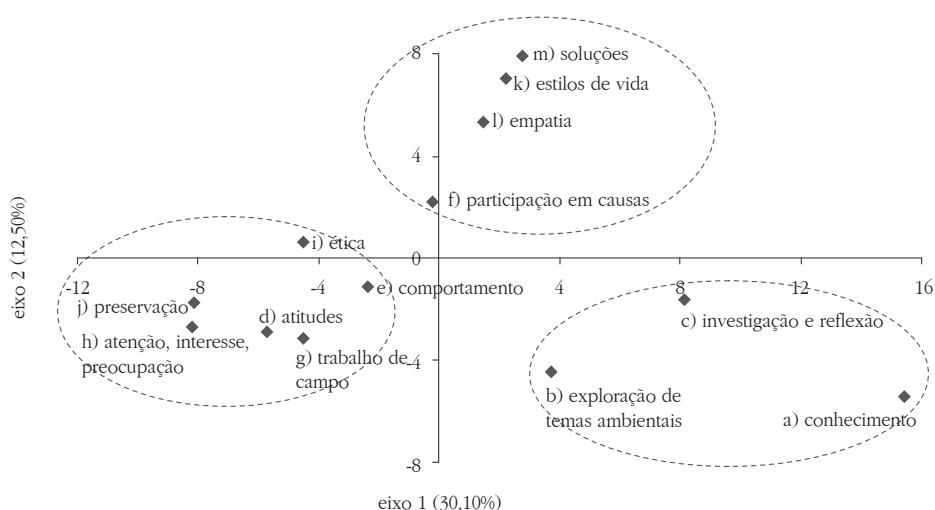 8
m) soluções
k) estilos de vida
l) empatia
4
f) participação em causas
eixo 2 (12,50%)
i) ética
0
-12
-8
-4
e) comportamento
4
8
12
16
j) preservação
d) atitudes
c) investigação e reflexão
h) atenção, interesse,
preocupação
g) trabalho de
campo
-4
b) exploração de
temas ambientais
a) conhecimento
-8
eixo 1 (30,10%)